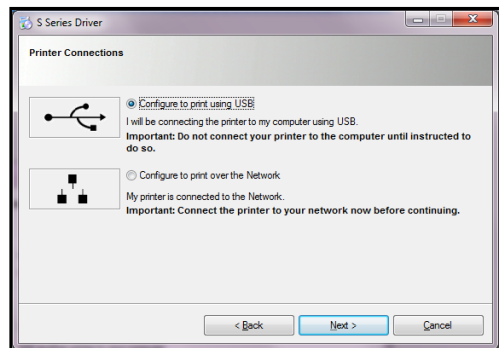 S Series Driver
Printer Connections
Configure to print using USB
I will be connecting the printer to my computer using USB.
Important: Do not connect your printer to the computer until instructed to
do so.
Configure to print over the Network
My printer is connected to the Network.
Important: Connect the printer to your network now before continuing.
< Back
Next >
Cancel